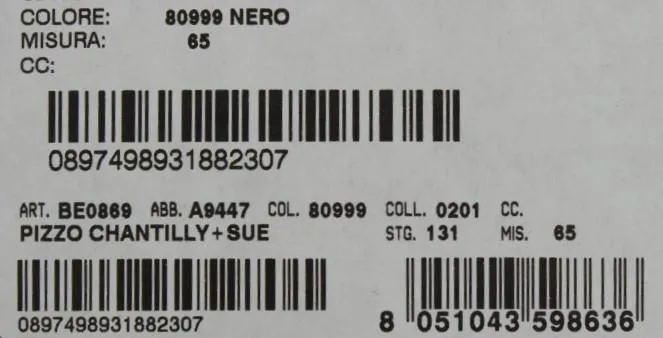 COLORE: 80999 NERO
MISURA: 65
CC:
0897498931882307
ART. BE0869 ABB. A9447 COL. 80999 COLL. 0201 CC.
PIZZO CHANTILLY+SUE STG. 131 MIS. 65
0897498931882307
8 051043 598636